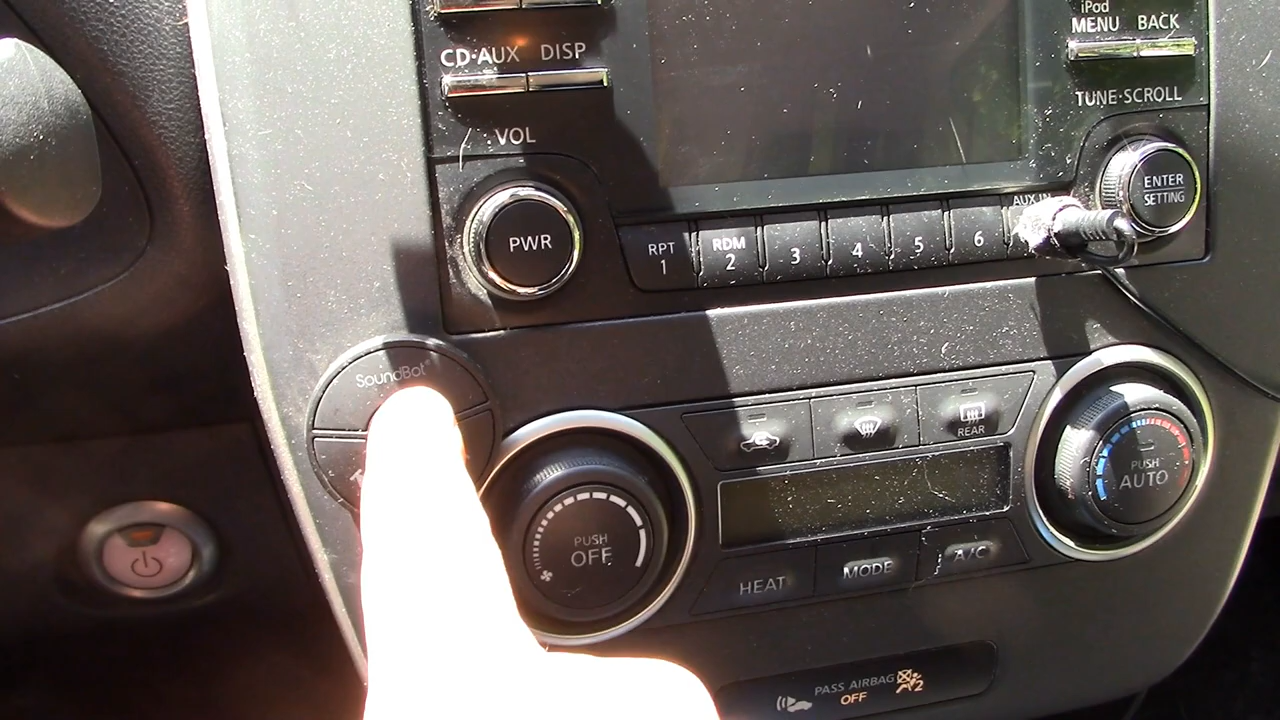 iPod
MENU BACK
CD·AUX DISP
TUNE·SCROLL
VOL
PWR
ENTER
SETTING
AUX IN
RPT
1
RDM
2
3
4
5
6
SoundBot
REAR
PUSH
AUTO
PUSH
OFF
HEAT
MODE
A/C
PASS AIRBAG
OFF
2